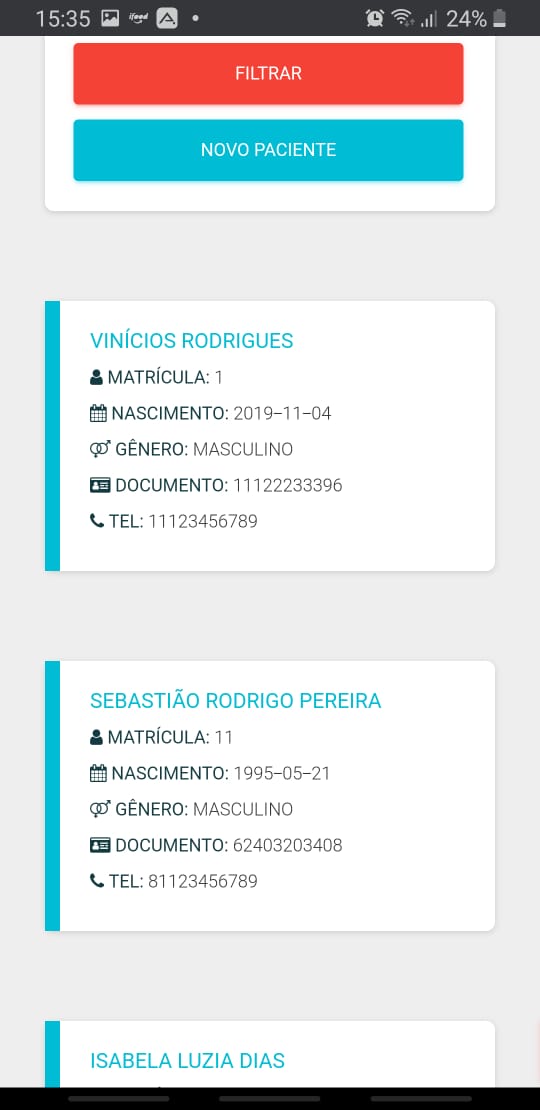 15:35 ifood 24%
FILTRAR
NOVO PACIENTE
VINÍCIOS RODRIGUES
MATRÍCULA: 1
NASCIMENTO: 2019-11-04
GÊNERO: MASCULINO
DOCUMENTO: 11122233396
TEL: 11123456789
SEBASTIÃO RODRIGO PEREIRA
MATRÍCULA: 11
NASCIMENTO: 1995-05-21
GÊNERO: MASCULINO
DOCUMENTO: 62403203408
TEL: 81123456789
ISABELA LUZIA DIAS